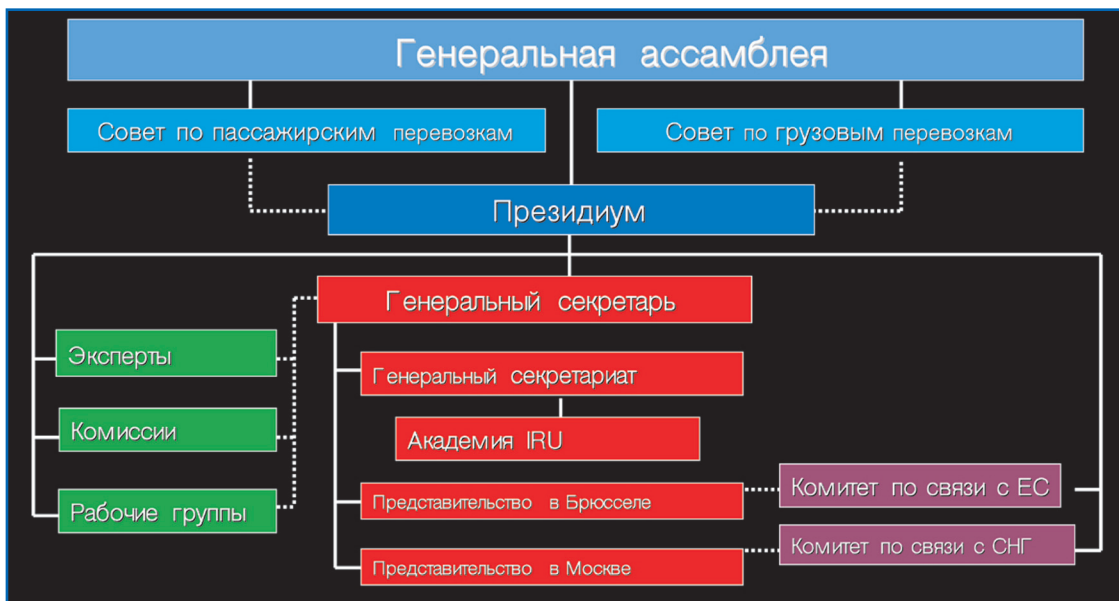 Генеральная ассамблея
Совет по пассажирским перевозкам
Совет по грузовым перевозкам
Президиум
Генеральный секретарь
Эксперты
Генеральный секретариат
Комиссии
Академия IRU
Рабочие группы
Представительство в Брюсселе
Комитет по связи с ЕС
Представительство в Москве
Комитет по связи с СНГ